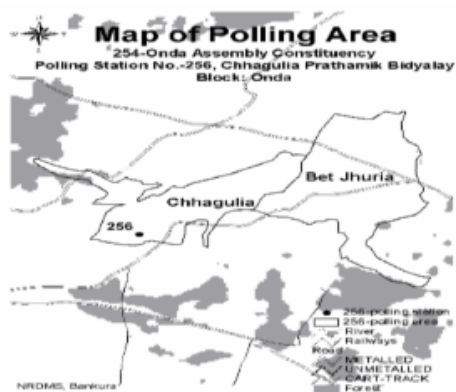 Map of Polling Area
254-Onda Assembly Constituency
Polling Station No.-256, Chhagulia Prathamik Bidyalay
Block: Onda
Bet Jhuria
Chhagulia
256
256-polling station
256-polling area
River
Railways
Road
METALLED
UNMETALLED
CART-TRACK
Forest
NRDMS, Bankura